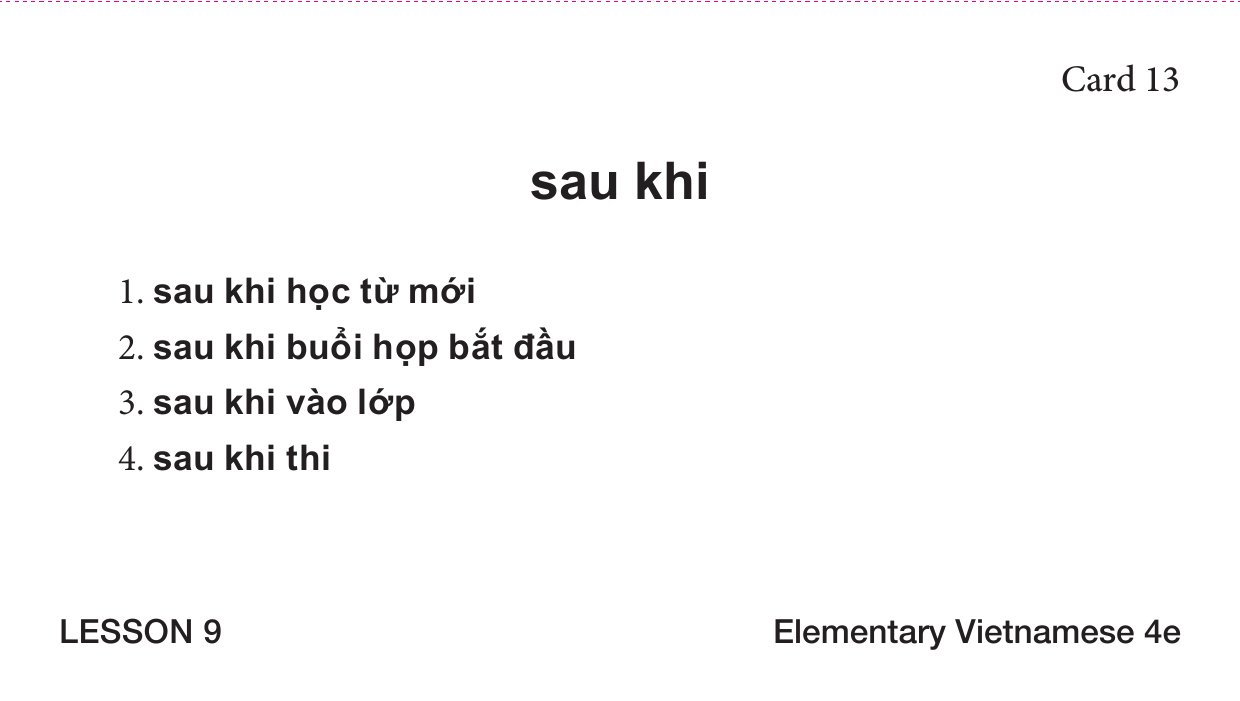 Card 13
sau khi
1. sau khi học từ mới
2. sau khi buổi họp bắt đầu
3. sau khi vào lớp
4. sau khi thi
LESSON 9
Elementary Vietnamese 4e